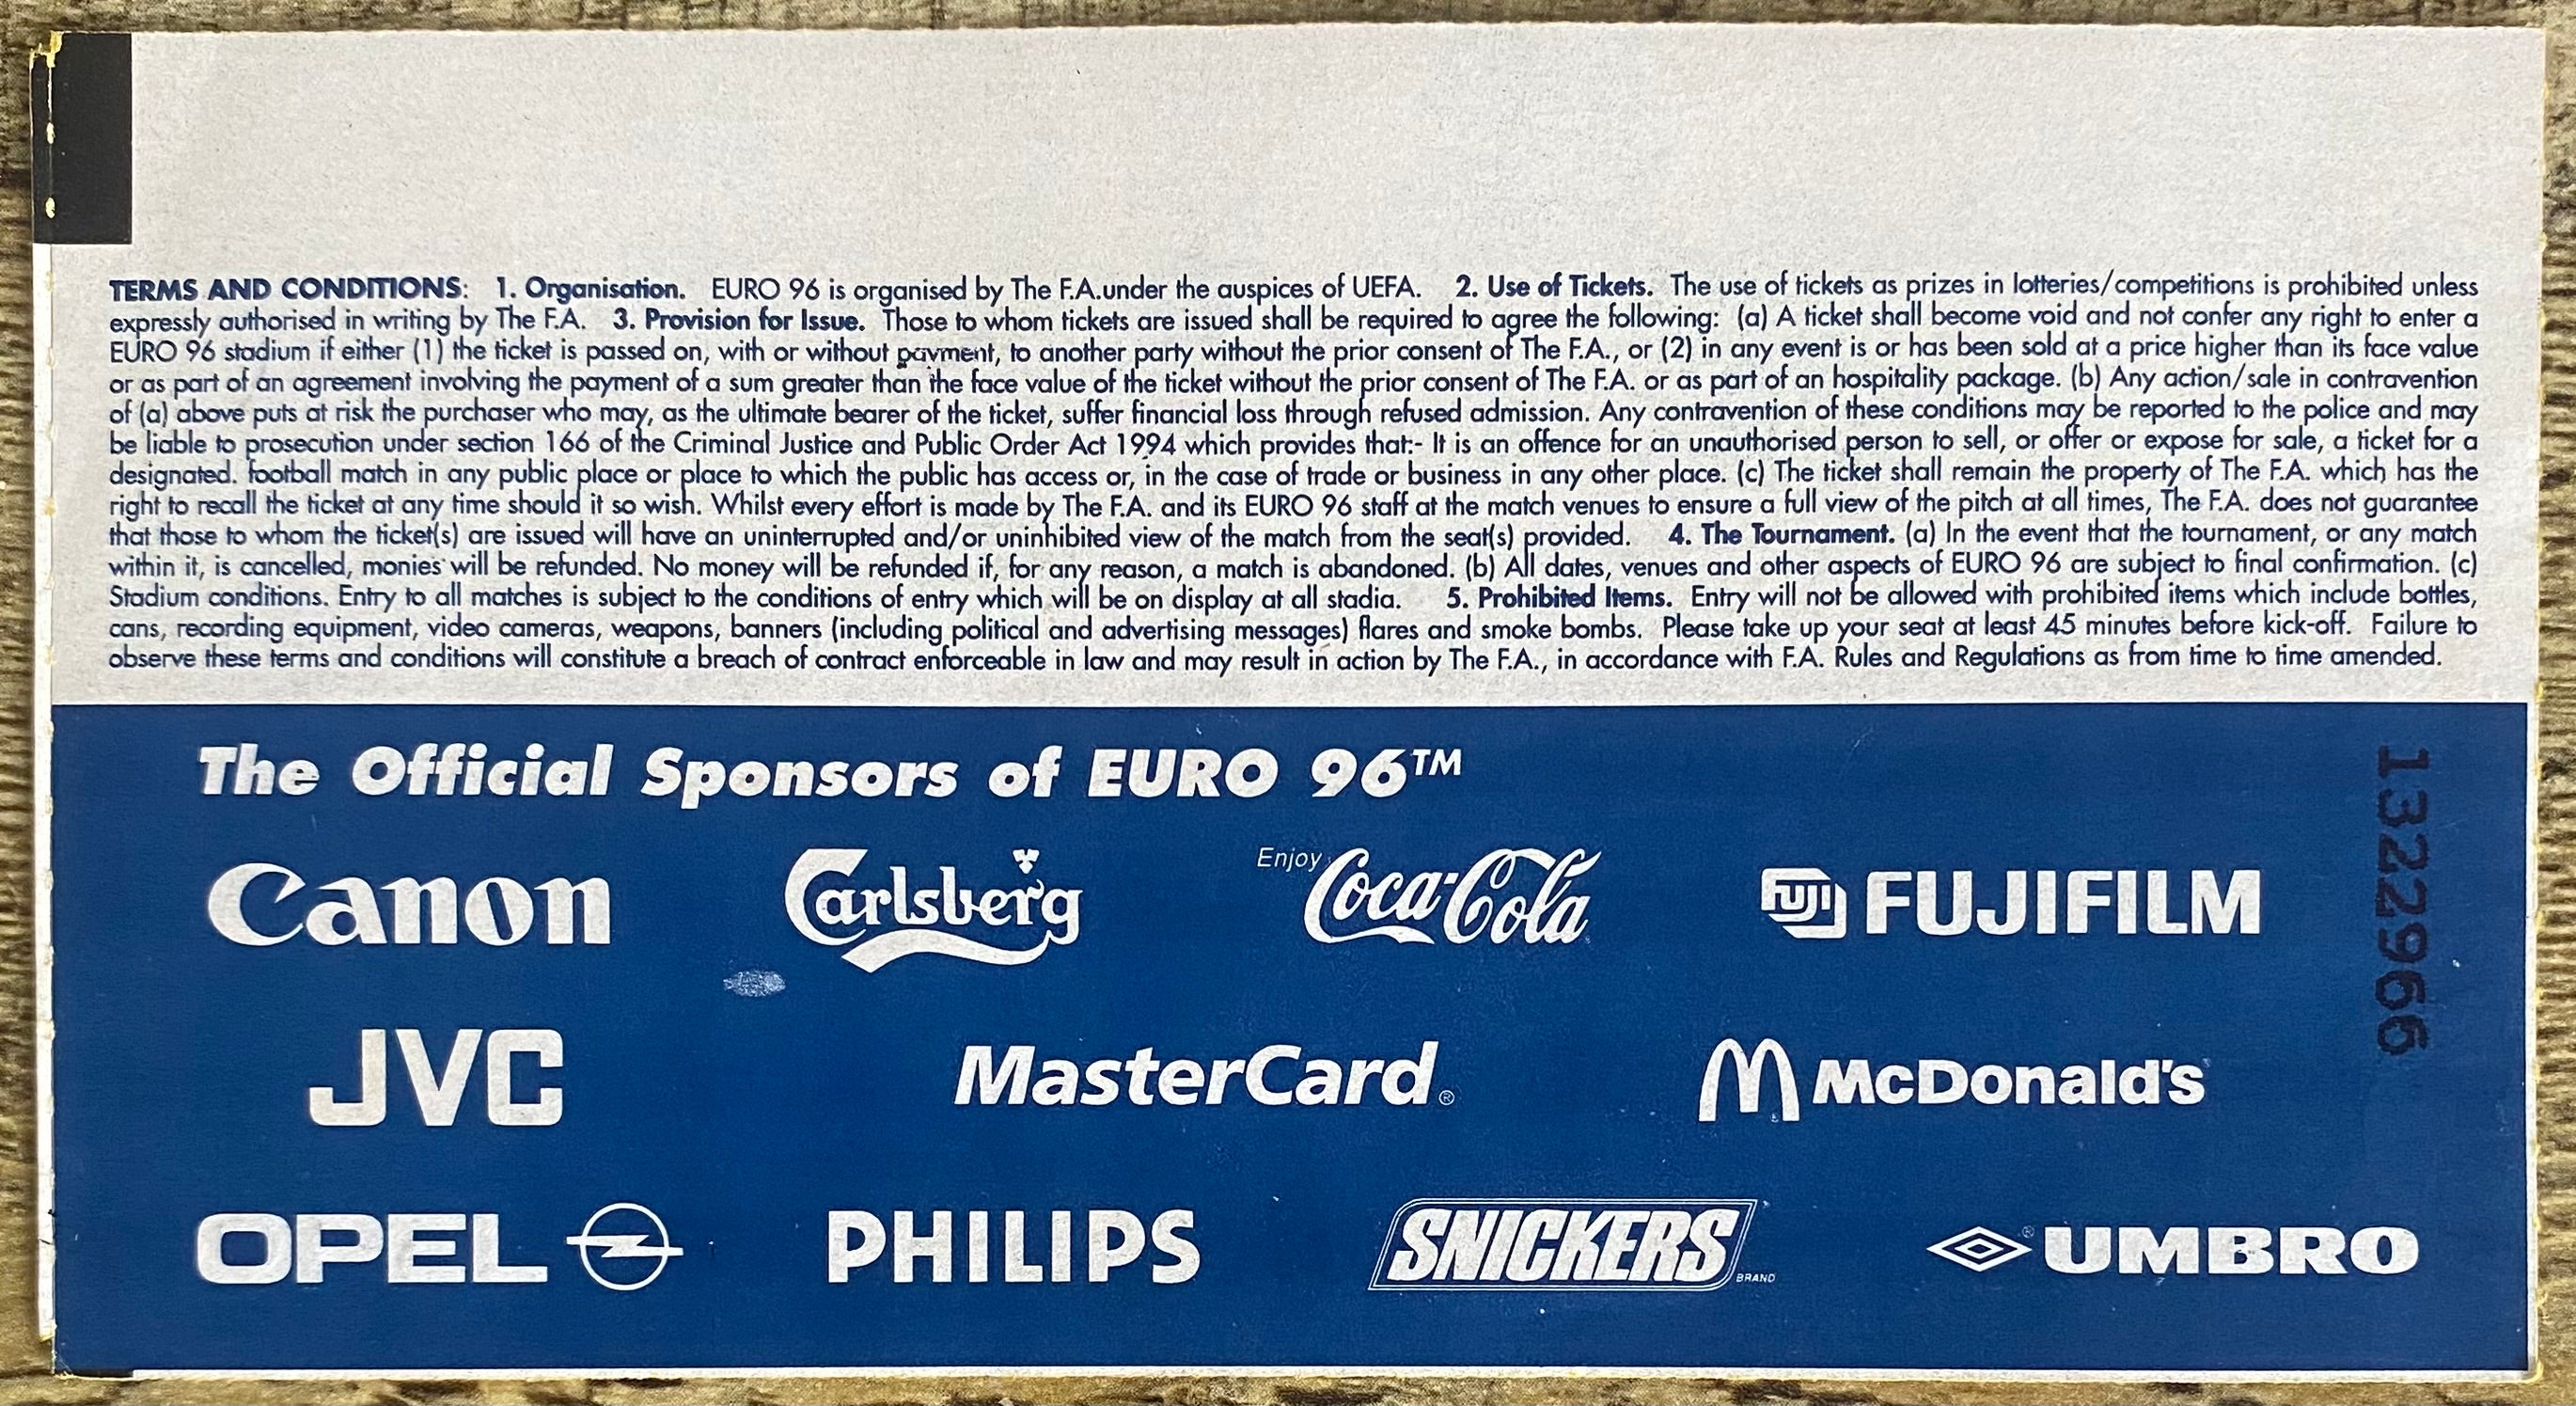 TERMS AND CONDITIONS: 1. Organisation. EURO 96 is organised by The F.A.under the auspices of UEFA. 2. Use of Tickets. The use of tickets as prizes in lotteries/competitions is prohibited unless
expressly authorised in writing by The F.A. 3. Provision for Issue. Those to whom tickets are issued shall be required to agree the following: (a) A ticket shall become void and not confer any right to enter a
EURO 96 stadium if either (1) the ticket is passed on, with or without payment, to another party without the prior consent of The F.A., or (2) in any event is or has been sold at a price higher than its face value
or as part of an agreement involving the payment of a sum greater than the face value of the ticket without the prior consent of The F.A. or as part of an hospitality package. (b) Any action/sale in contravention
of (a) above puts at risk the purchaser who may, as the ultimate bearer of the ticket, suffer financial loss through refused admission. Any contravention of these conditions may be reported to the police and may
be liable to prosecution under section 166 of the Criminal Justice and Public Order Act 1994 which provides that:- It is an offence for an unauthorised person to sell, or offer or expose for sale, a ticket for a
designated. football match in any public place or place to which the public has access or, in the case of trade or business in any other place. (c) The ticket shall remain the property of The F.A. which has the
right to recall the ticket at any time should it so wish. Whilst every effort is made by The F.A. and its EURO 96 staff at the match venues to ensure a full view of the pitch at all times, The F.A. does not guarantee
that those to whom the ticket(s) are issued will have an uninterrupted and/or uninhibited view of the match from the seat(s) provided. 4. The Tournament. (a) In the event that the tournament, or any match
within it, is cancelled, monies will be refunded. No money will be refunded if, for any reason, a match is abandoned. (b) All dates, venues and other aspects of EURO 96 are subject to final confirmation. (c)
Stadium conditions. Entry to all matches is subject to the conditions of entry which will be on display at all stadia. 5. Prohibited Items. Entry will not be allowed with prohibited items which include bottles,
cans, recording equipment, video cameras, weapons, banners (including political and advertising messages) flares and smoke bombs. Please take up your seat at least 45 minutes before kick-off. Failure to
observe these terms and conditions will constitute a breach of contract enforceable in law and may result in action by The F.A., in accordance with F.A. Rules and Regulations as from time to time amended.
The Official Sponsors of EURO 96™
Canon Carlsberg Enjoy Coca-Cola FUJI FUJIFILM
JVC MasterCard® McDonald's
OPEL PHILIPS SNICKERS BRAND ® UMBRO
1322966